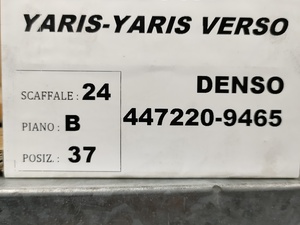 YARIS-YARIS VERSO
SCAFFALE : 24
PIANO : B
POSIZ. : 37
DENSO
447220-9465